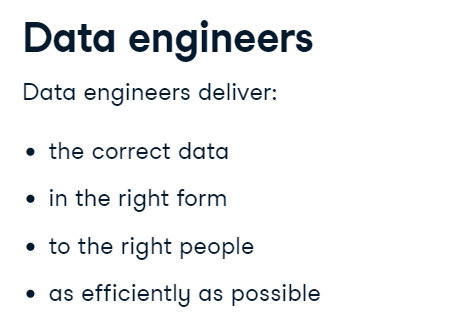 Data engineers
Data engineers deliver:
• the correct data
• in the right form
• to the right people
• as efficiently as possible